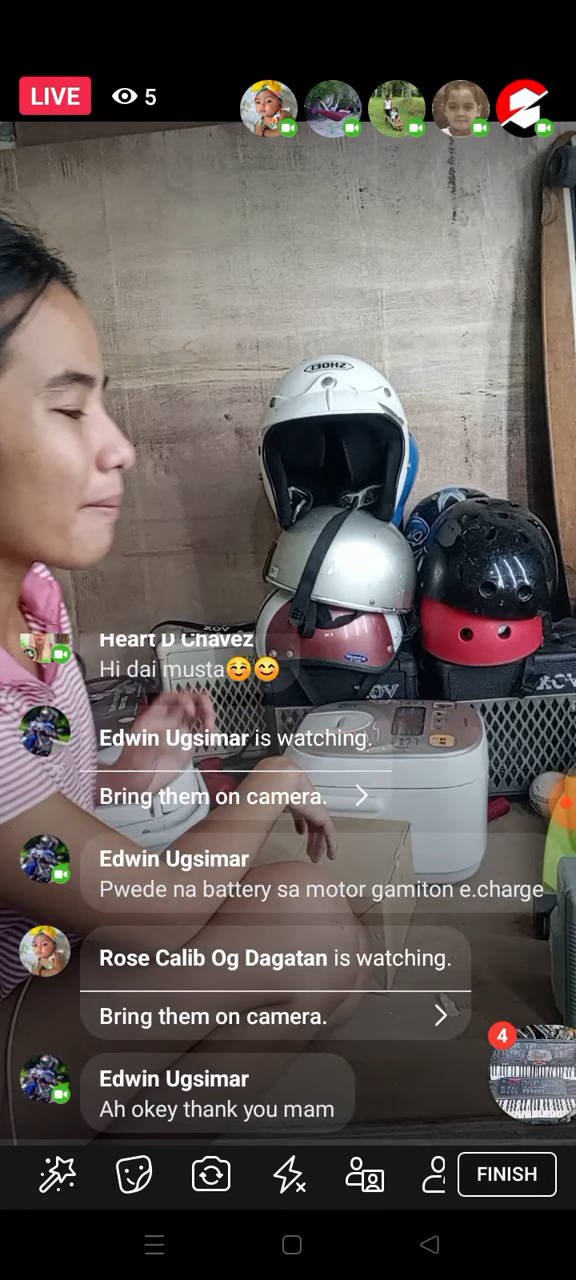 LIVE
5
SHOEI
Heart D Chavez
Hi dai musta☺️😊
Edwin Ugsimar is watching.
Bring them on camera.
Edwin Ugsimar
Pwede na battery sa motor gamiton e.charge
Rose Calib Og Dagatan is watching.
Bring them on camera.
4
Edwin Ugsimar
Ah okey thank you mam
FINISH